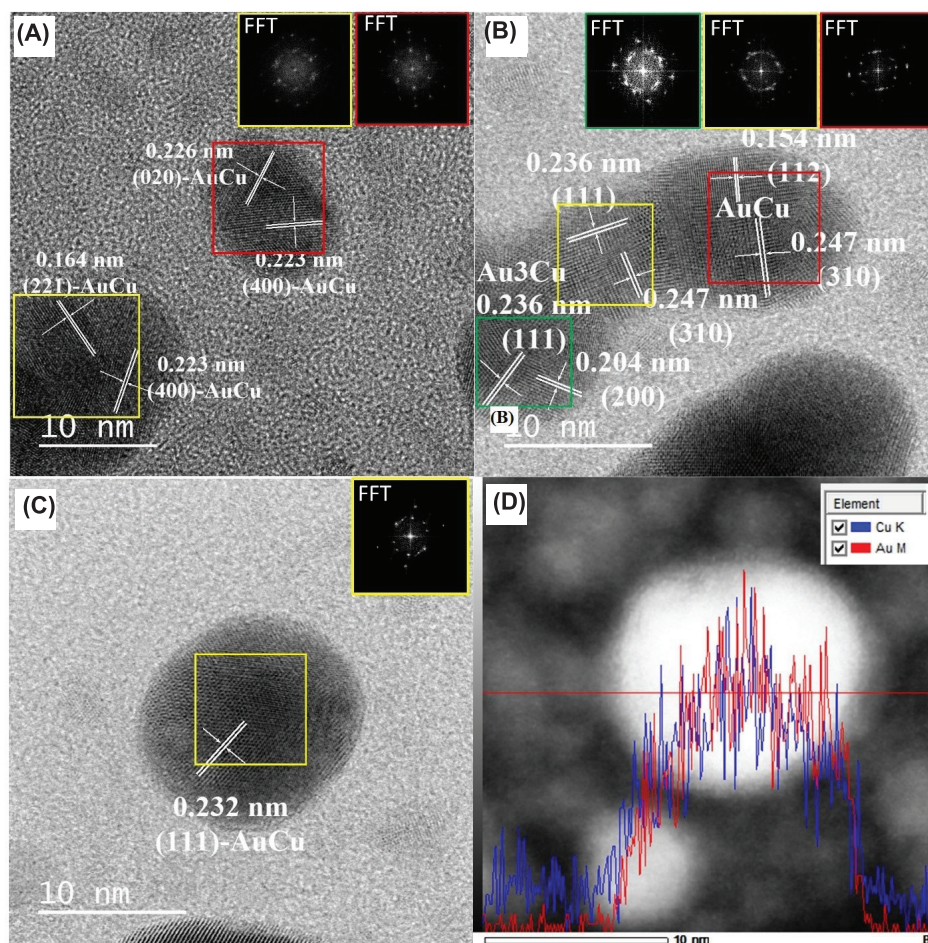 (A)
FFT
FFT
0.226 nm
(020)-AuCu
0.164 nm
(221)-AuCu
0.223 nm
(400)-AuCu
0.223 nm
(400)-AuCu
10 nm
(B)
FFT
FFT
FFT
0.236 nm
(111)
0.154 nm
(112)
AuCu
0.247 nm
(310)
Au3Cu
0.236 nm
(111)
0.247 nm
(310)
0.204 nm
(200)
(B)
10 nm
(C)
FFT
0.232 nm
(111)-AuCu
10 nm
(D)
Element
Cu K
Au M
10 nm